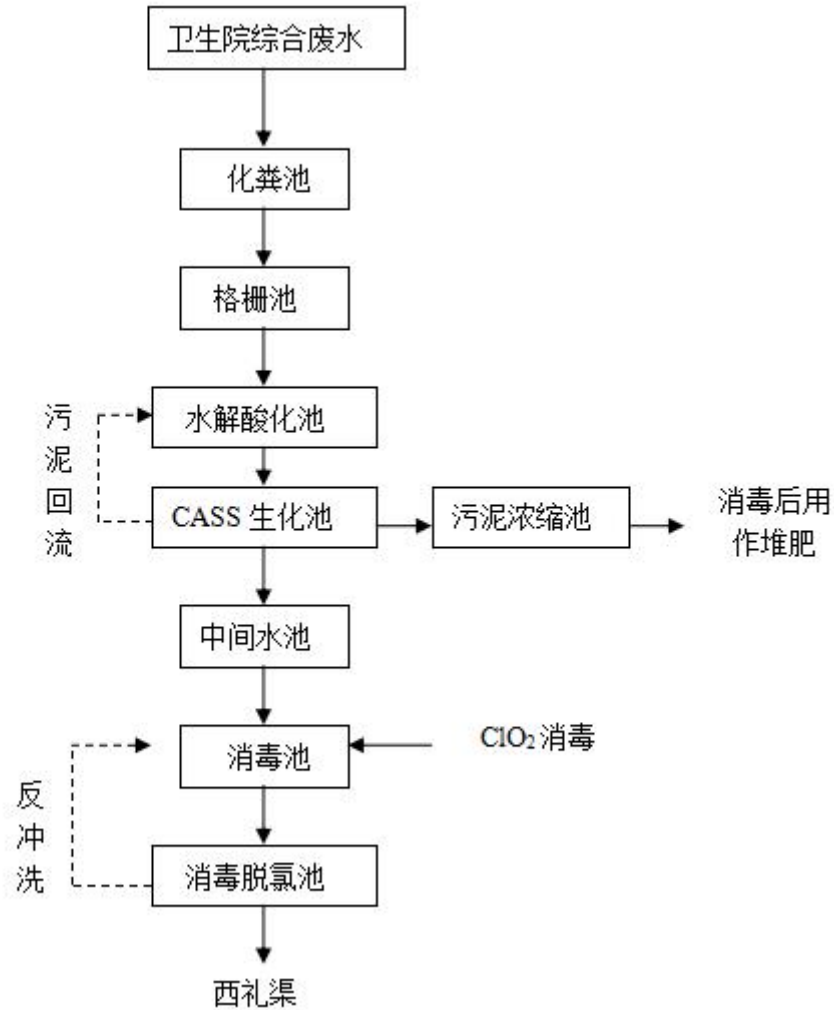 卫生院综合废水
化粪池
格栅池
水解酸化池
污
泥
回
流
CASS 生化池
污泥浓缩池
消毒后用
作堆肥
中间水池
消毒池
ClO₂ 消毒
反
冲
洗
消毒脱氯池
西礼渠